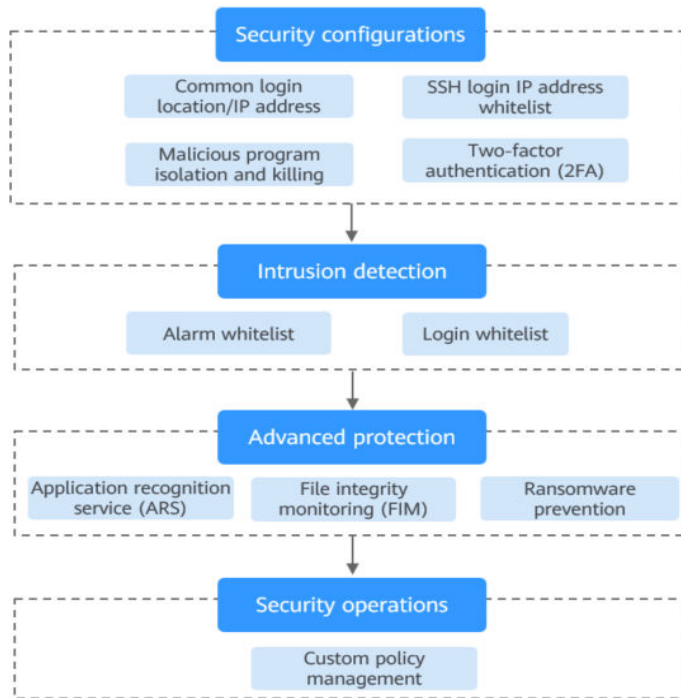 Security configurations
Common login
location/IP address
SSH login IP address
whitelist
Malicious program
isolation and killing
Two-factor
authentication (2FA)
Intrusion detection
Alarm whitelist
Login whitelist
Advanced protection
Application recognition
service (ARS)
File integrity
monitoring (FIM)
Ransomware
prevention
Security operations
Custom policy
management